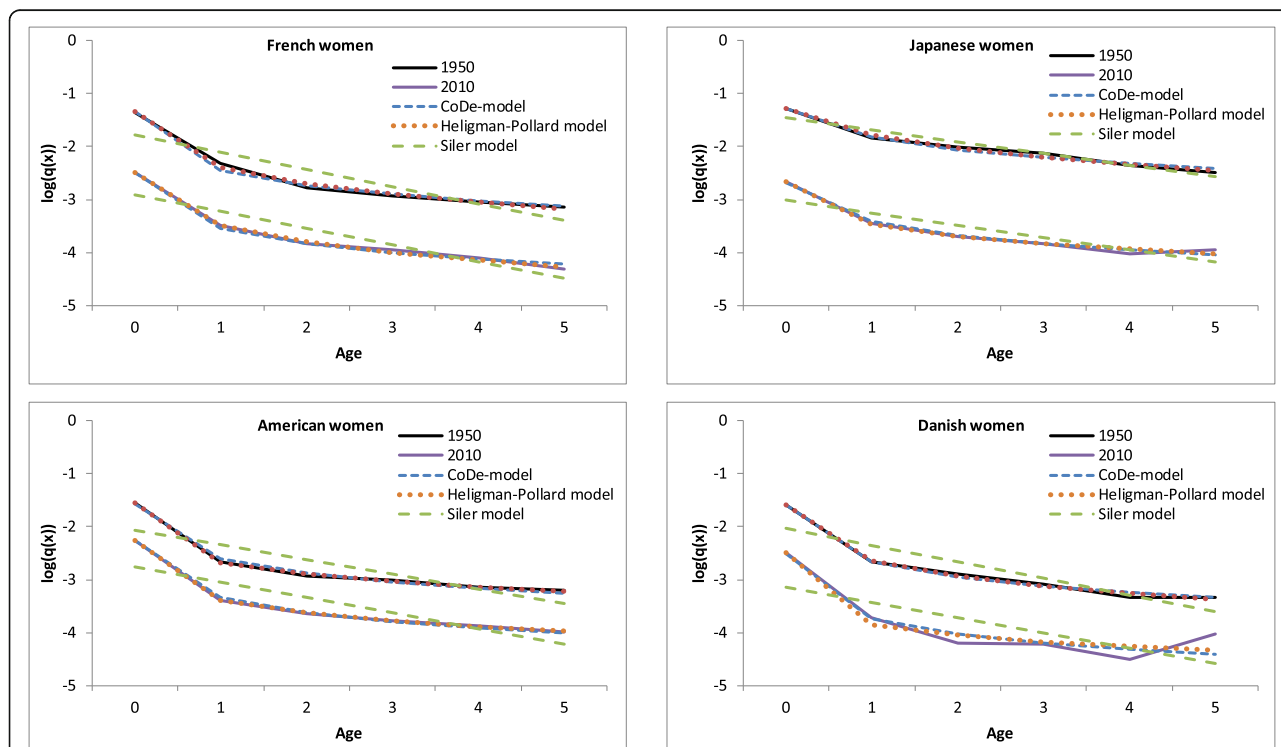 French women
1950
2010
CoDe-model
Heligman-Pollard model
Siler model
0
-1
-2
-3
-4
-5
log(q(x))
0 1 2 3 4 5
Age
Japanese women
1950
2010
CoDe-model
Heligman-Pollard model
Siler model
0
-1
-2
-3
-4
-5
log(q(x))
0 1 2 3 4 5
Age
American women
1950
2010
CoDe-model
Heligman-Pollard model
Siler model
0
-1
-2
-3
-4
-5
log(q(x))
0 1 2 3 4 5
Age
Danish women
1950
2010
CoDe-model
Heligman-Pollard model
Siler model
0
-1
-2
-3
-4
-5
log(q(x))
0 1 2 3 4 5
Age